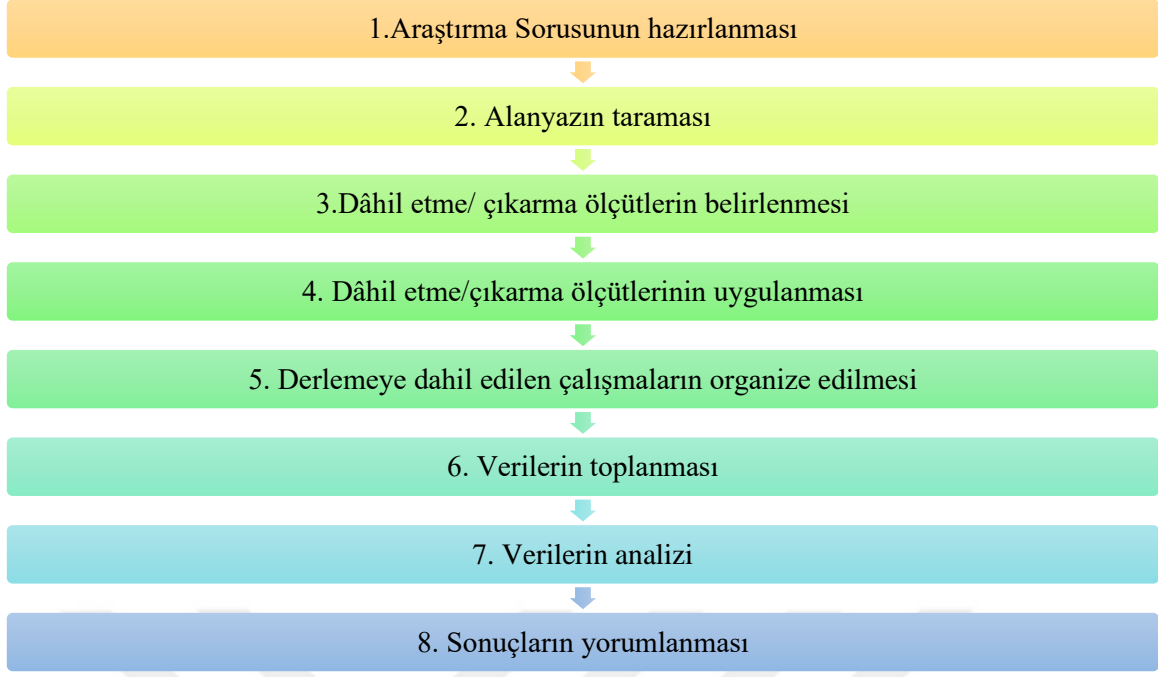 1.Araştırma Sorusunun hazırlanması
2. Alanyazın taraması
3.Dâhil etme/ çıkarma ölçütlerin belirlenmesi
4. Dâhil etme/çıkarma ölçütlerinin uygulanması
5. Derlemeye dahil edilen çalışmaların organize edilmesi
6. Verilerin toplanması
7. Verilerin analizi
8. Sonuçların yorumlanması